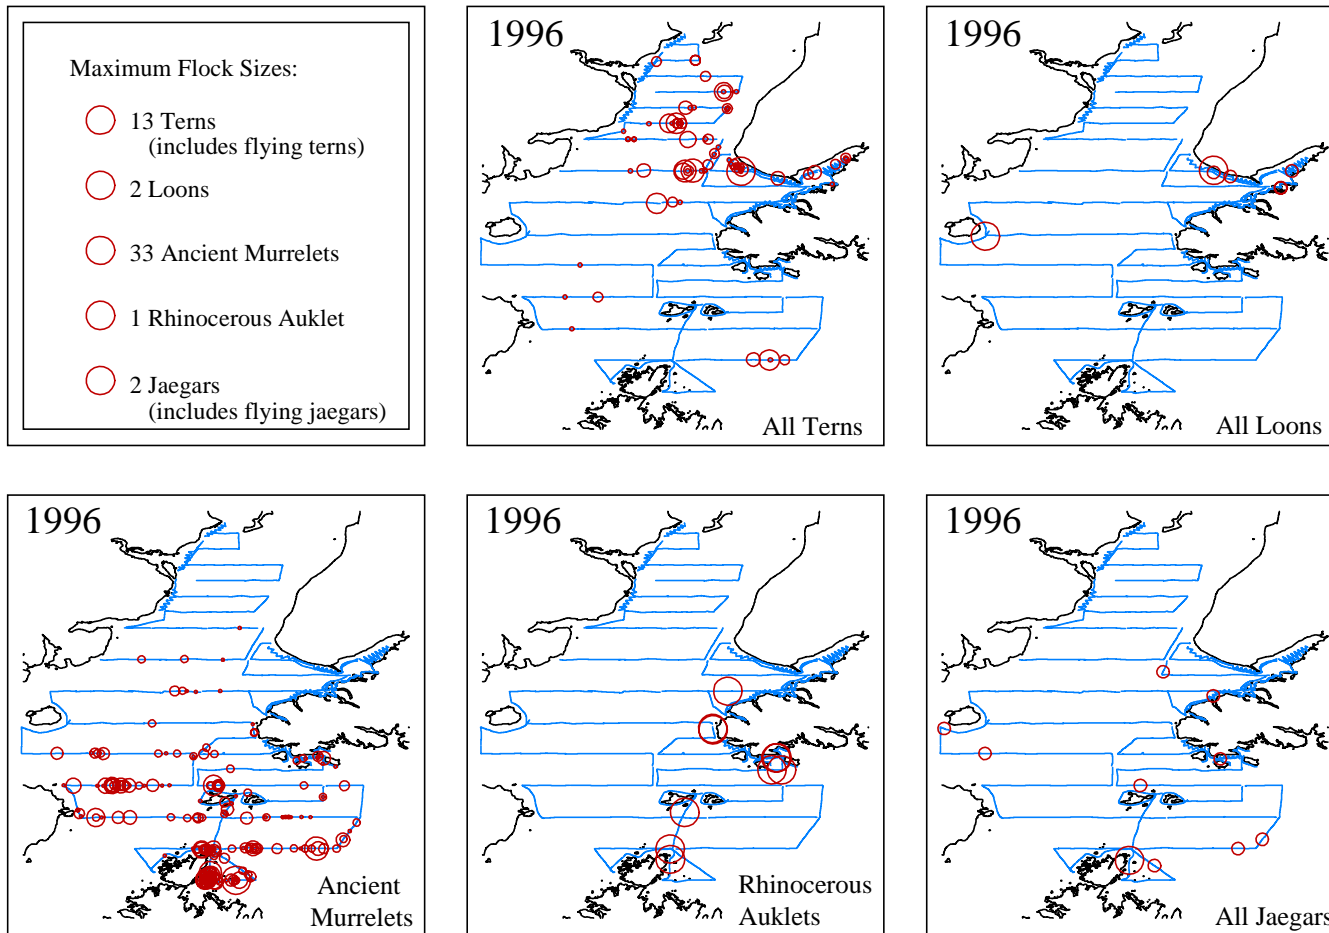 Maximum Flock Sizes:
13 Terns
(includes flying terns)
2 Loons
33 Ancient Murrelets
1 Rhinocerous Auklet
2 Jaegars
(includes flying jaegars)
1996
All Terns
1996
All Loons
1996
Ancient
Murrelets
1996
Rhinocerous
Auklets
1996
All Jaegars